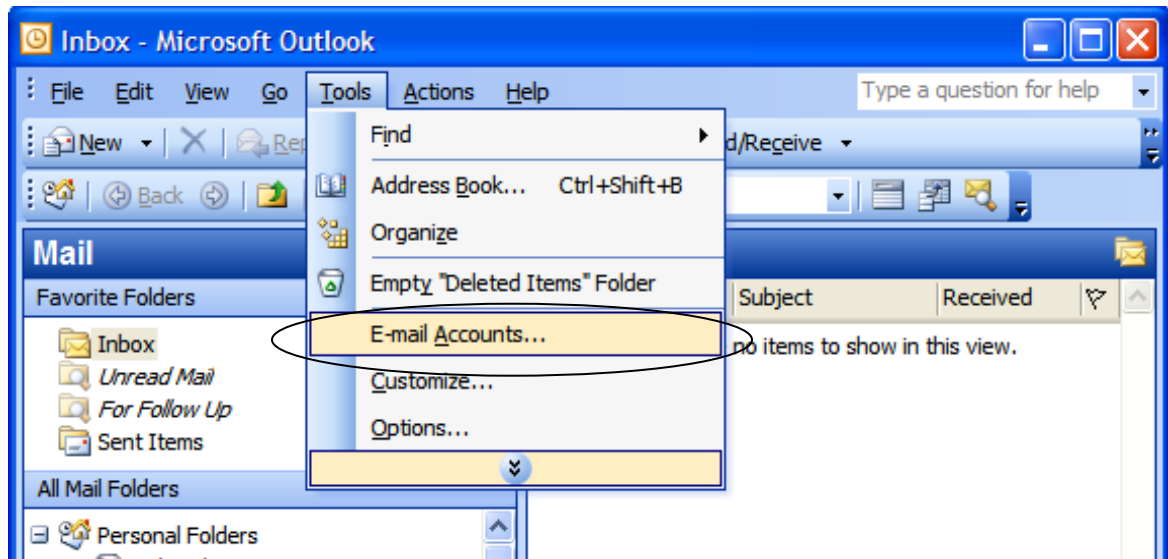 Inbox - Microsoft Outlook
File Edit View Go Tools Actions Help Type a question for help
New Rep d/Receive
Back
Find
Address Book... Ctrl+Shift+B
Organize
Empty "Deleted Items" Folder
E-mail Accounts...
Customize...
Options...
Mail
Favorite Folders
Inbox
Unread Mail
For Follow Up
Sent Items
All Mail Folders
Personal Folders
Subject Received
no items to show in this view.